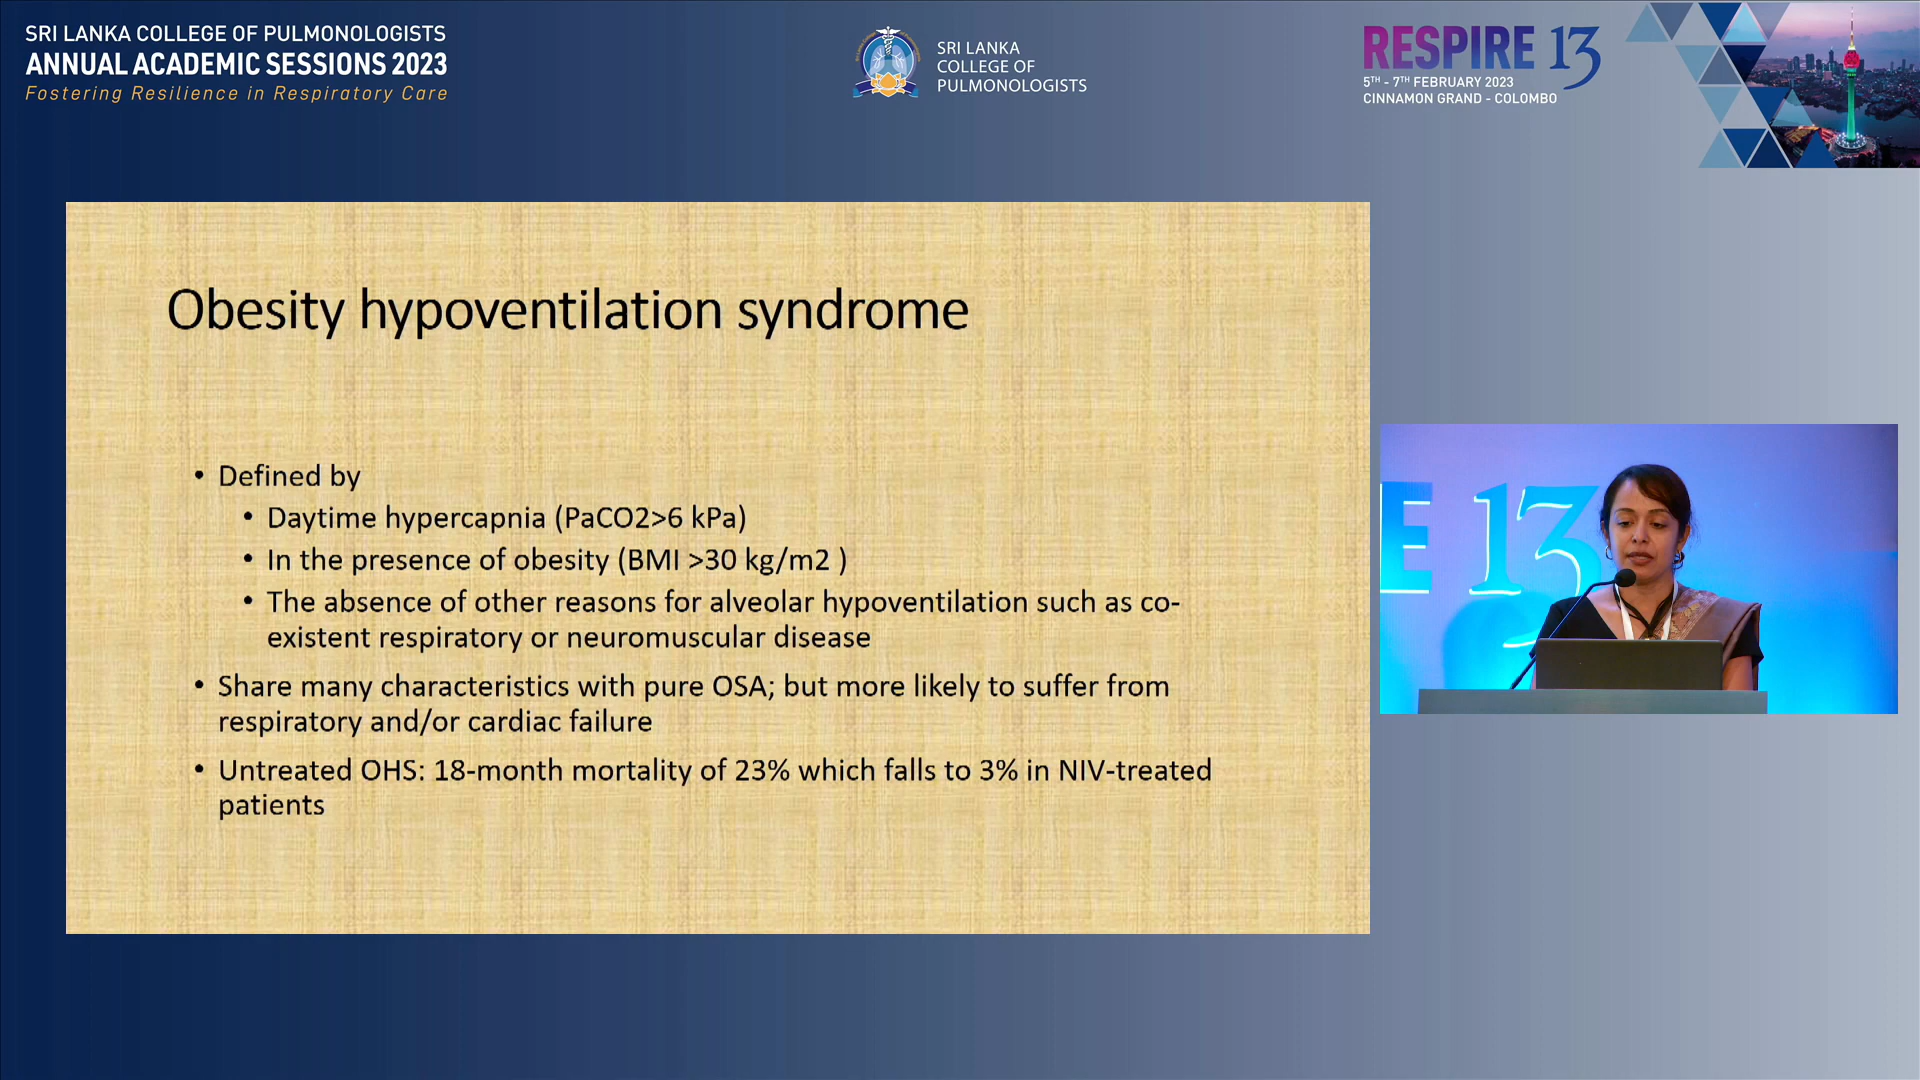 SRI LANKA COLLEGE OF PULMONOLOGISTS
ANNUAL ACADEMIC SESSIONS 2023
Fostering Resilience in Respiratory Care
SRI LANKA
COLLEGE OF
PULMONOLOGISTS
RESPIRE 13
5TH - 7TH FEBRUARY 2023
CINNAMON GRAND - COLOMBO
Obesity hypoventilation syndrome
• Defined by
• Daytime hypercapnia (PaCO2>6 kPa)
• In the presence of obesity (BMI >30 kg/m2 )
• The absence of other reasons for alveolar hypoventilation such as co-
existent respiratory or neuromuscular disease
• Share many characteristics with pure OSA; but more likely to suffer from
respiratory and/or cardiac failure
• Untreated OHS: 18-month mortality of 23% which falls to 3% in NIV-treated
patients
E 13